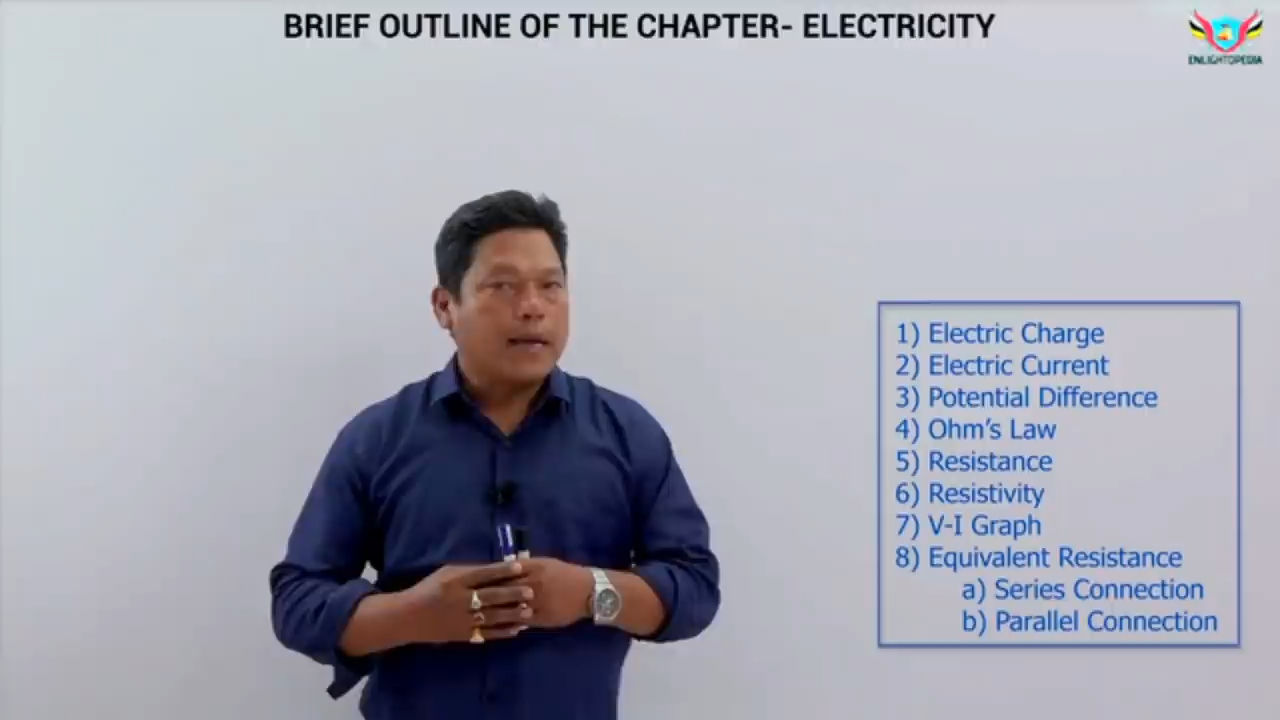 BRIEF OUTLINE OF THE CHAPTER- ELECTRICITY
ENLIGHTOPEDIA
1) Electric Charge
2) Electric Current
3) Potential Difference
4) Ohm's Law
5) Resistance
6) Resistivity
7) V-I Graph
8) Equivalent Resistance
a) Series Connection
b) Parallel Connection